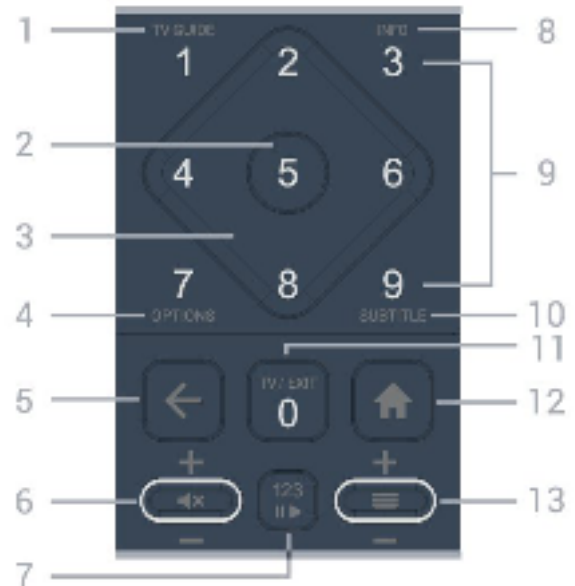 1 TV GUIDE INFO 8
1 2 3
2
9
4 5 6
3
7 8 9
4 OPTIONS SUBTITLE 10
11
TV / EXIT
5 0 12
+ +
123
6 13
- -
7